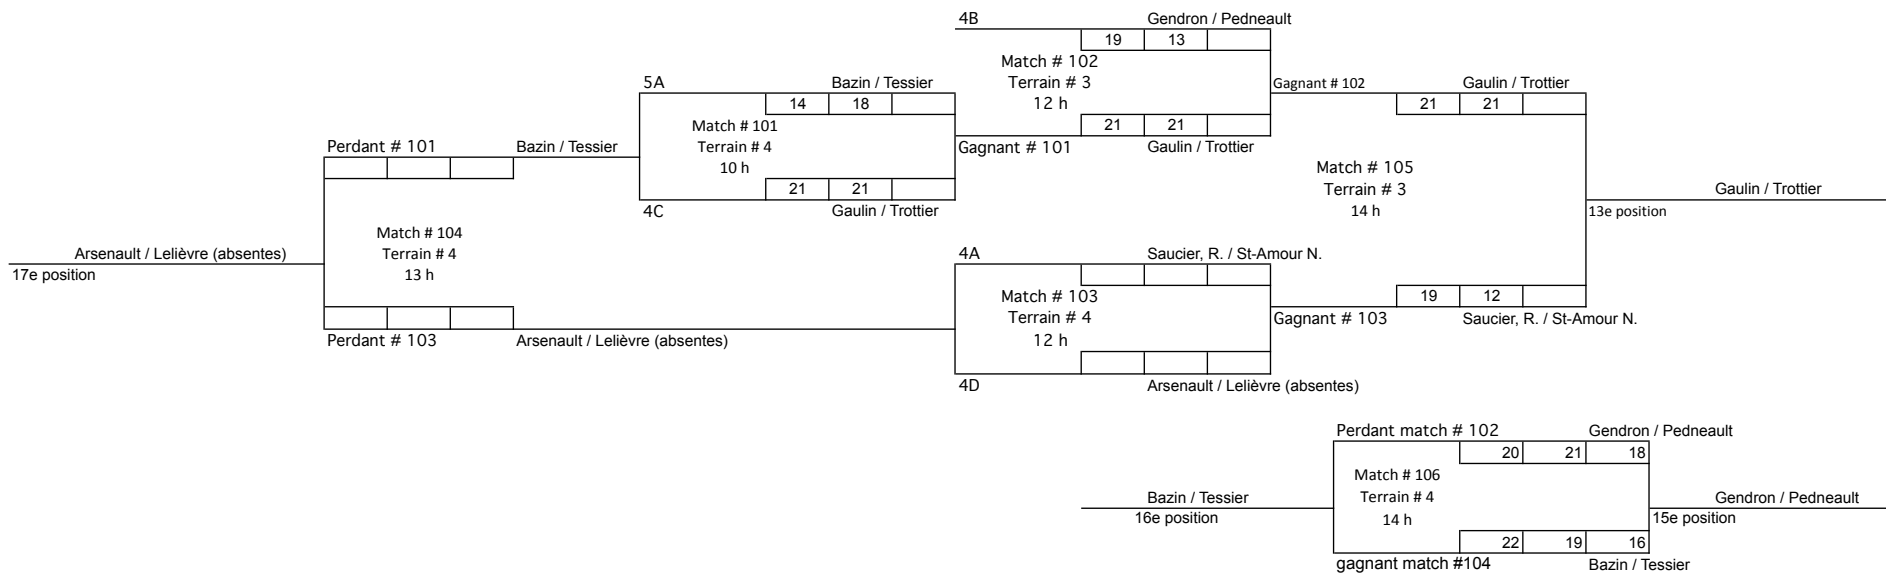 4B Gendron / Pedneault
19 13
Match # 102
Terrain # 3
12 h
21 21
Gaulin / Trottier
5A Bazin / Tessier
14 18
Match # 101
Terrain # 4
10 h
21 21
4C Gaulin / Trottier
Gagnant # 101
Gagnant # 102 Gaulin / Trottier
21 21
Match # 105
Terrain # 3
14 h
19 12
Gagnant # 103 Saucier, R. / St-Amour N.
Gaulin / Trottier
13e position
Perdant # 101 Bazin / Tessier
Match # 104
Terrain # 4
13 h
Perdant # 103 Arsenault / Lelièvre (absentes)
Arsenault / Lelièvre (absentes)
17e position
4A Saucier, R. / St-Amour N.
Match # 103
Terrain # 4
12 h
4D Arsenault / Lelièvre (absentes)
Perdant match # 102 Gendron / Pedneault
20 21 18
Match # 106
Terrain # 4
14 h
22 19 16
gagnant match #104 Bazin / Tessier
Bazin / Tessier
16e position
Gendron / Pedneault
15e position